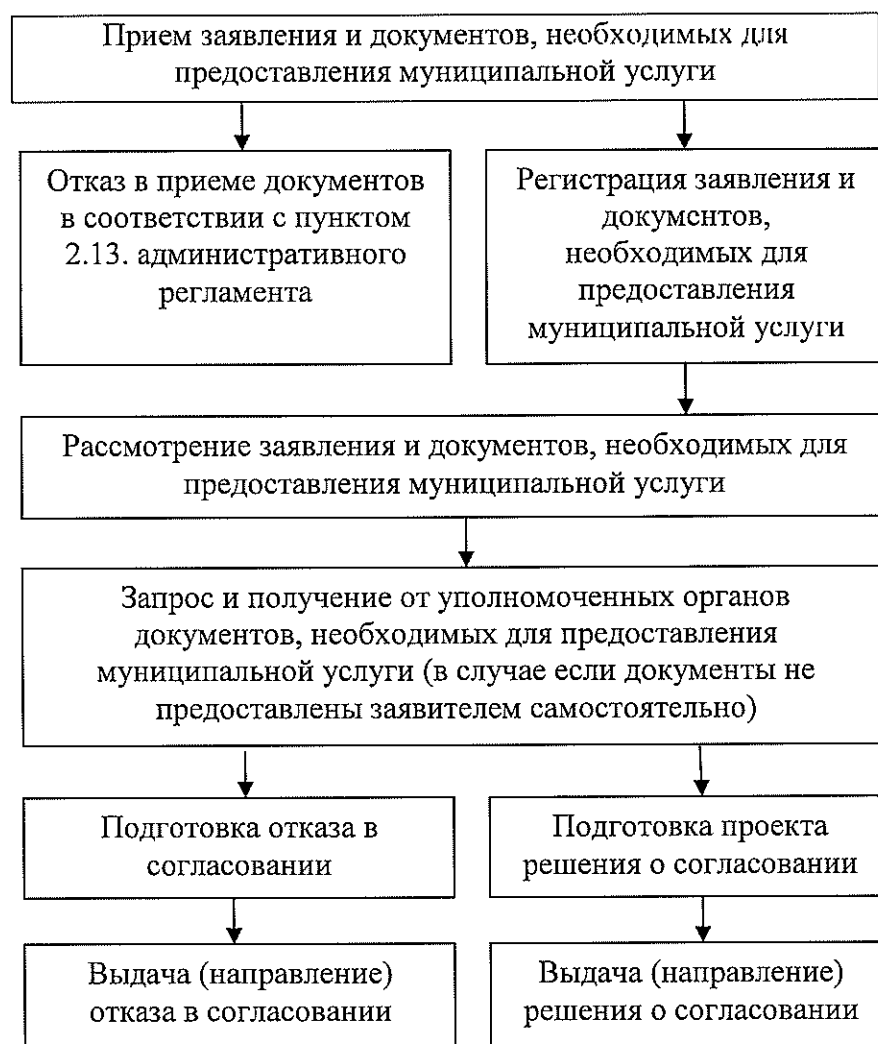 Прием заявления и документов, необходимых для
предоставления муниципальной услуги
Отказ в приеме документов
в соответствии с пунктом
2.13. административного
регламента
Регистрация заявления и
документов,
необходимых для
предоставления
муниципальной услуги
Рассмотрение заявления и документов, необходимых для
предоставления муниципальной услуги
Запрос и получение от уполномоченных органов
документов, необходимых для предоставления
муниципальной услуги (в случае если документы не
предоставлены заявителем самостоятельно)
Подготовка отказа в
согласовании
Подготовка проекта
решения о согласовании
Выдача (направление)
отказа в согласовании
Выдача (направление)
решения о согласовании